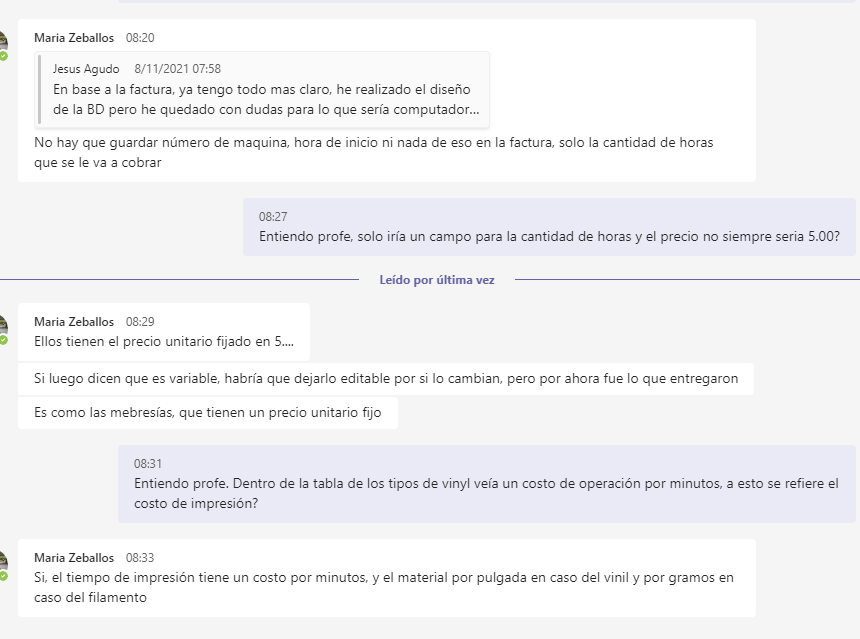 Maria Zeballos 08:20
Jesus Agudo 8/11/2021 07:58
En base a la factura, ya tengo todo mas claro, he realizado el diseño
de la BD pero he quedado con dudas para lo que sería computador...
No hay que guardar número de maquina, hora de inicio ni nada de eso en la factura, solo la cantidad de horas
que se le va a cobrar
08:27
Entiendo profe, solo iría un campo para la cantidad de horas y el precio no siempre seria 5.00?
Leído por última vez
Maria Zeballos 08:29
Ellos tienen el precio unitario fijado en 5....
Si luego dicen que es variable, habría que dejarlo editable por si lo cambian, pero por ahora fue lo que entregaron
Es como las mebresías, que tienen un precio unitario fijo
08:31
Entiendo profe. Dentro de la tabla de los tipos de vinyl veía un costo de operación por minutos, a esto se refiere el
costo de impresión?
Maria Zeballos 08:33
Si, el tiempo de impresión tiene un costo por minutos, y el material por pulgada en caso del vinil y por gramos en
caso del filamento